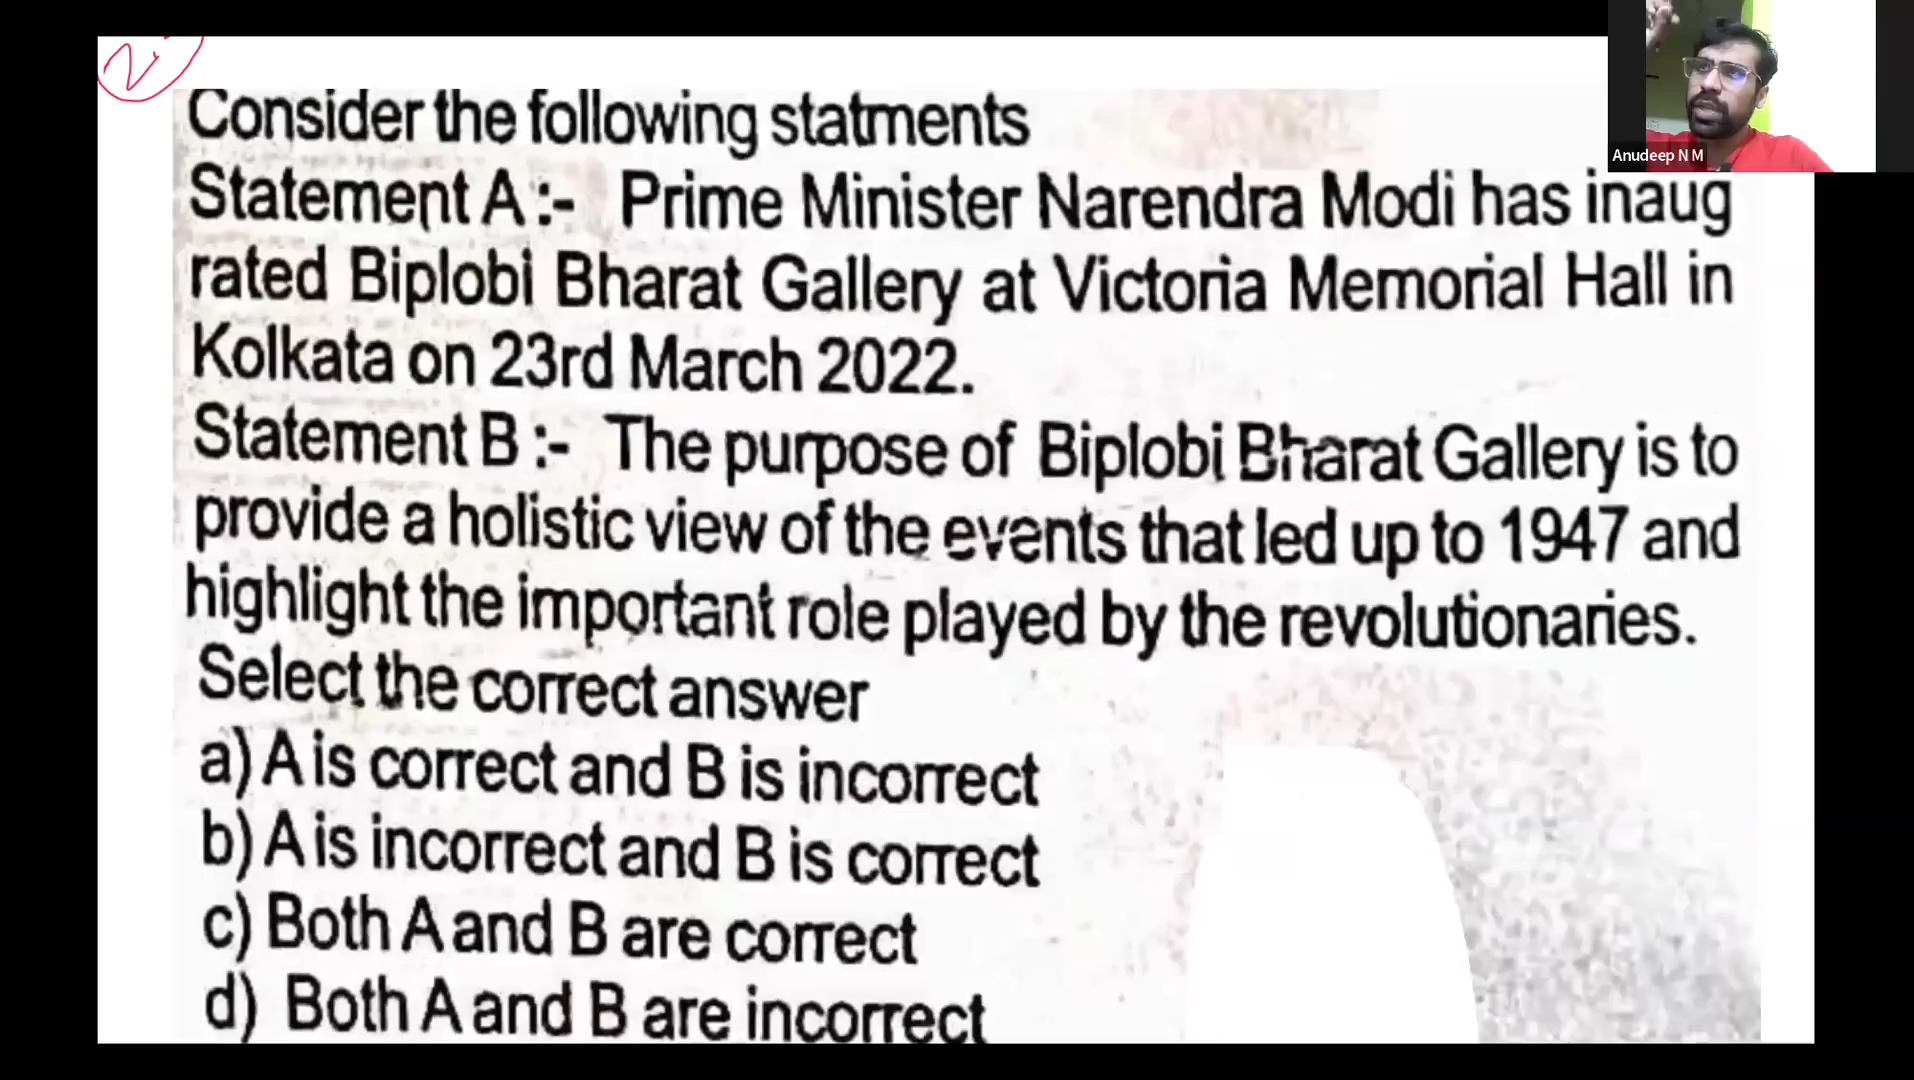 Anudeep N M
Consider the following statments
Statement A :- Prime Minister Narendra Modi has inaug
rated Biplobi Bharat Gallery at Victoria Memorial Hall in
Kolkata on 23rd March 2022.
Statement B :- The purpose of Biplobi Bharat Gallery is to
provide a holistic view of the events that led up to 1947 and
highlight the important role played by the revolutionaries.
Select the correct answer
a) A is correct and B is incorrect
b) A is incorrect and B is correct
c) Both A and B are correct
d) Both A and B are incorrect